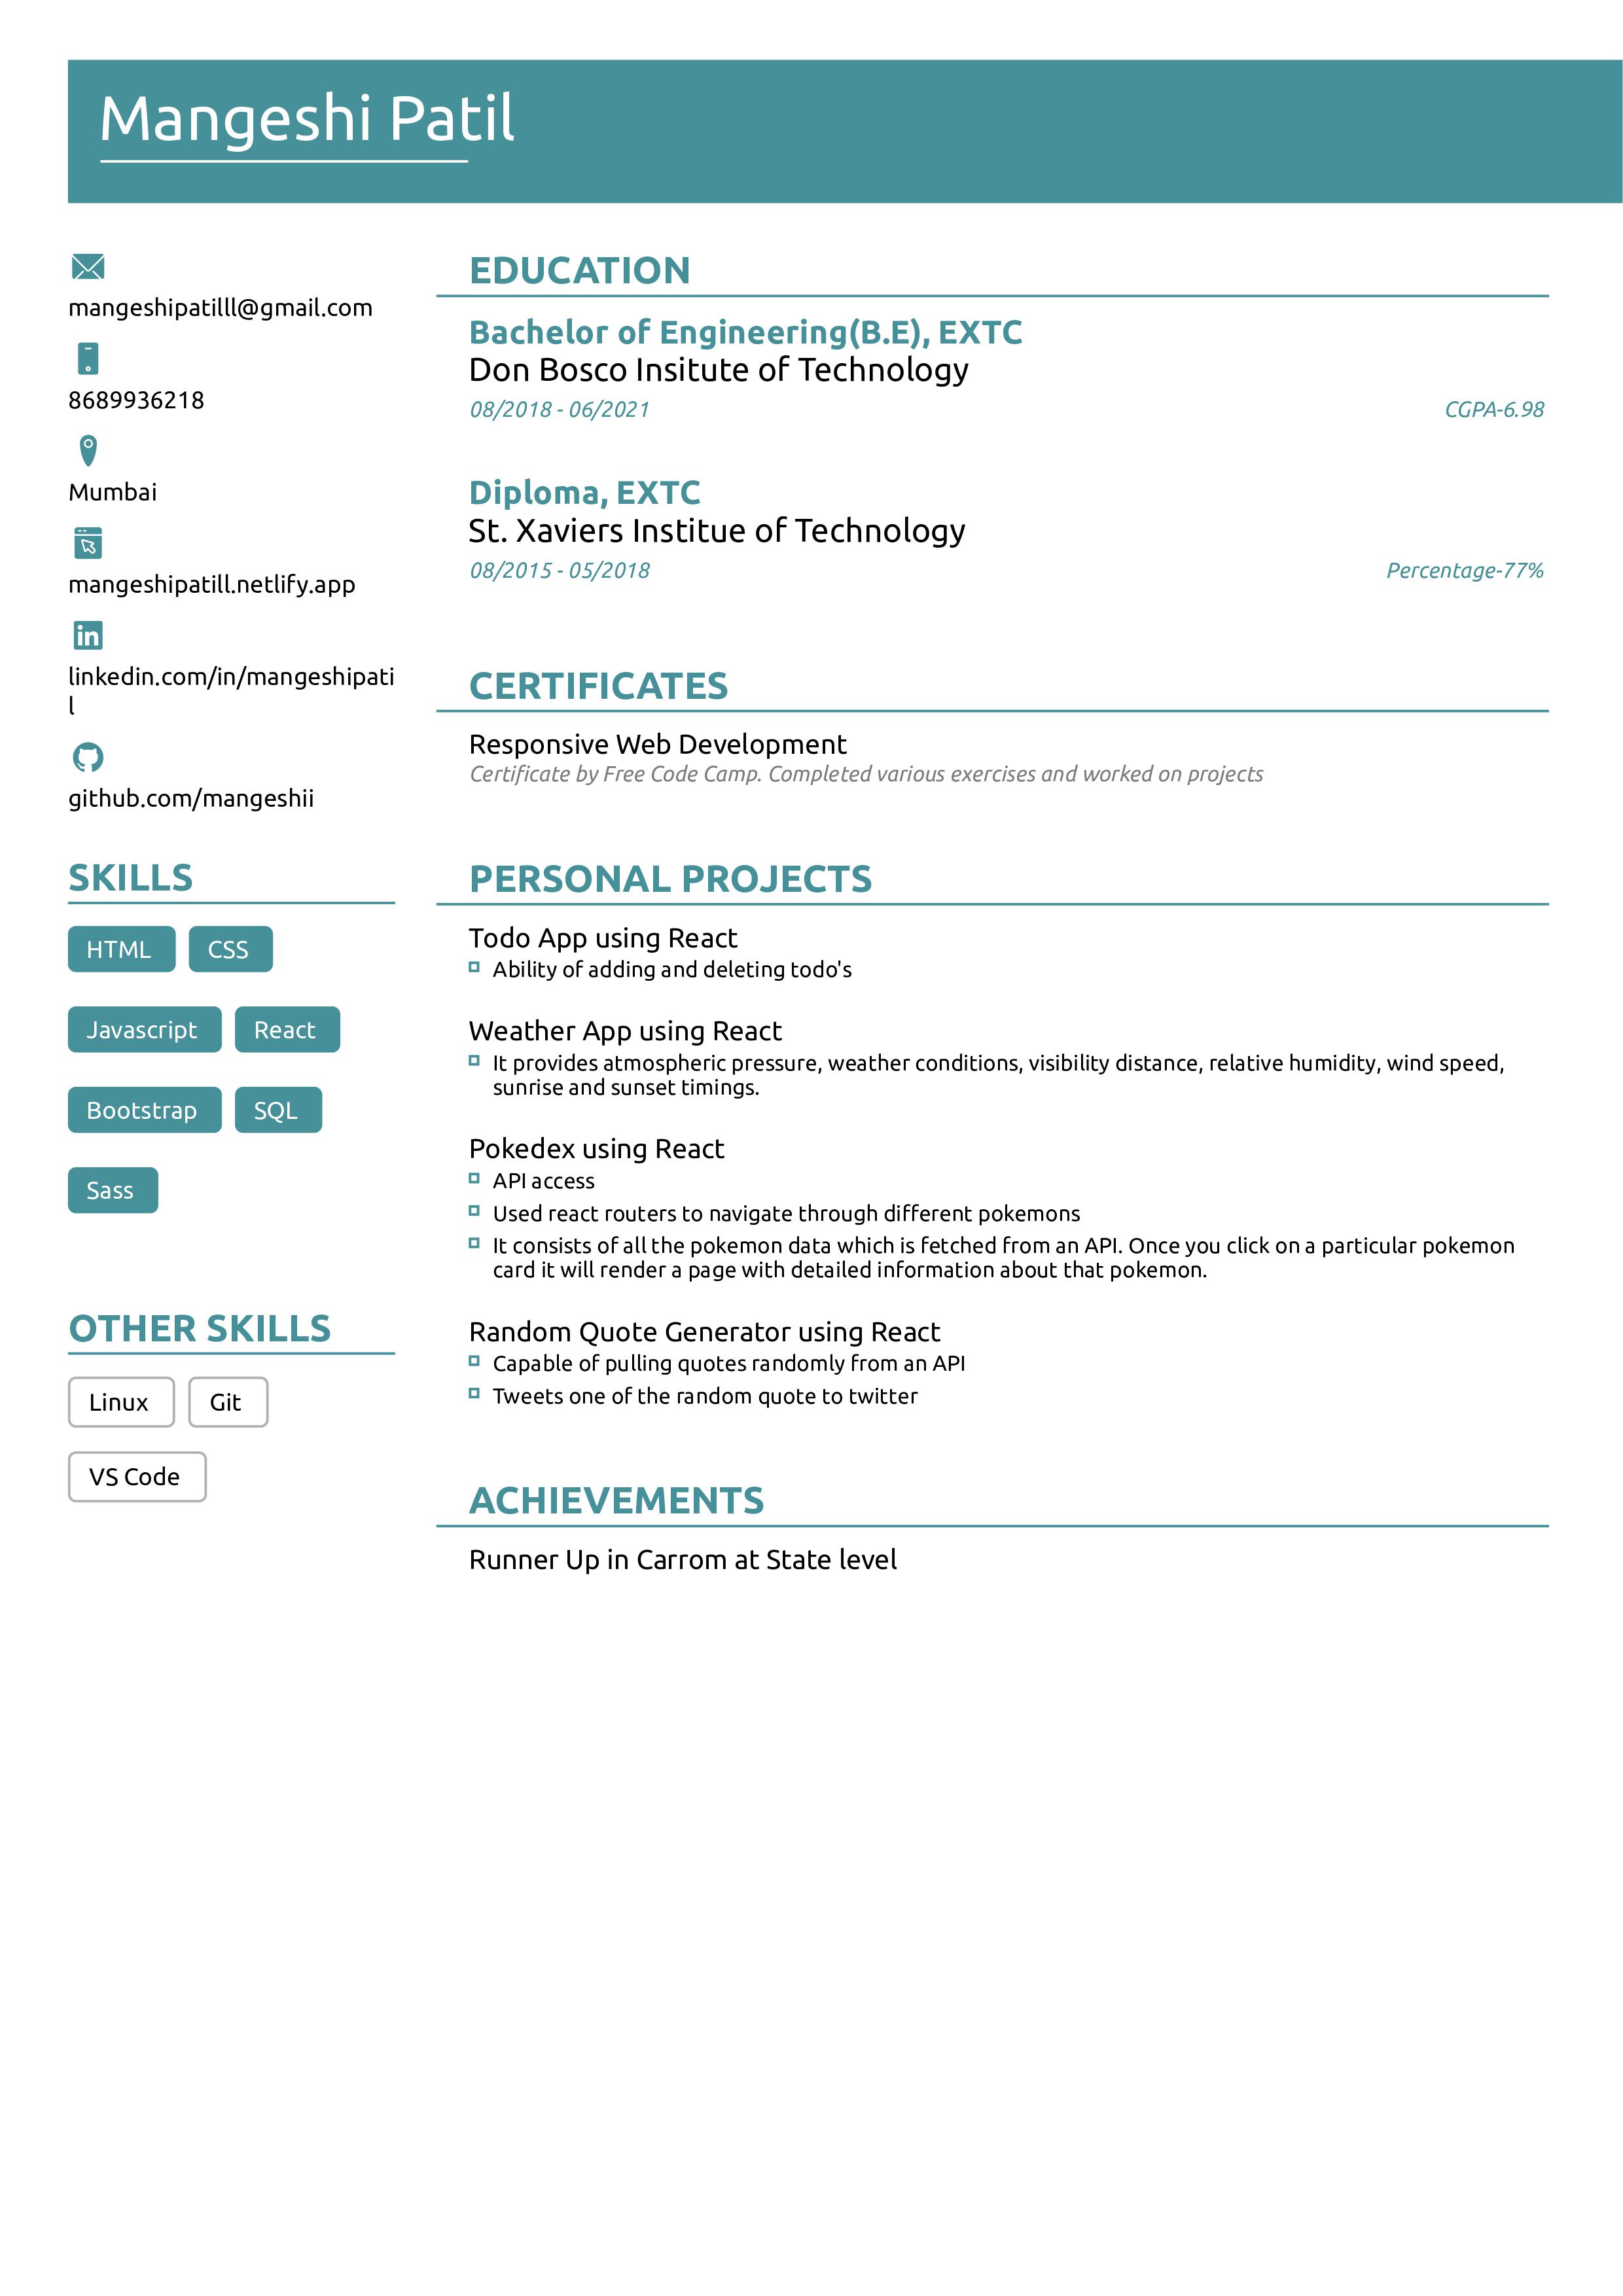 Mangeshi Patil
mangeshipatilll@gmail.com
8689936218
Mumbai
mangeshipatill.netlify.app
linkedin.com/in/mangeshipati
l
github.com/mangeshii
SKILLS
HTML CSS
Javascript React
Bootstrap SQL
Sass
OTHER SKILLS
Linux Git
VS Code
EDUCATION
Bachelor of Engineering(B.E), EXTC
Don Bosco Insitute of Technology
08/2018 - 06/2021 CGPA-6.98
Diploma, EXTC
St. Xaviers Institue of Technology
08/2015 - 05/2018 Percentage-77%
CERTIFICATES
Responsive Web Development
Certificate by Free Code Camp. Completed various exercises and worked on projects
PERSONAL PROJECTS
Todo App using React
Ability of adding and deleting todo's
Weather App using React
It provides atmospheric pressure, weather conditions, visibility distance, relative humidity, wind speed,
sunrise and sunset timings.
Pokedex using React
API access
Used react routers to navigate through different pokemons
It consists of all the pokemon data which is fetched from an API. Once you click on a particular pokemon
card it will render a page with detailed information about that pokemon.
Random Quote Generator using React
Capable of pulling quotes randomly from an API
Tweets one of the random quote to twitter
ACHIEVEMENTS
Runner Up in Carrom at State level